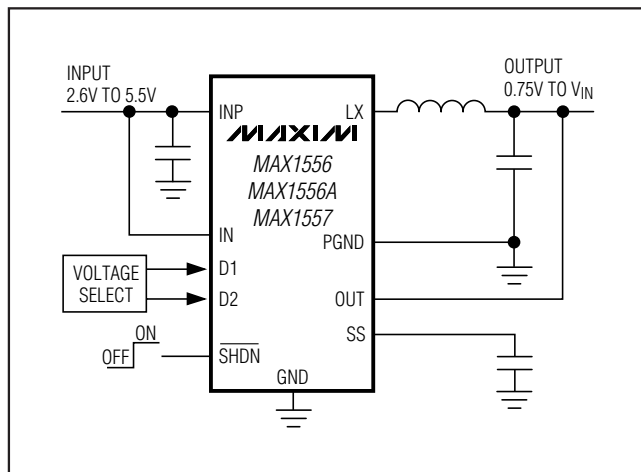 INPUT
2.6V TO 5.5V
OUTPUT
0.75V TO VIN
INP
LX
MAXIM
MAX1556
MAX1556A
MAX1557
PGND
IN
VOLTAGE
SELECT
D1
D2
OUT
SS
ON
OFF
SHDN
GND